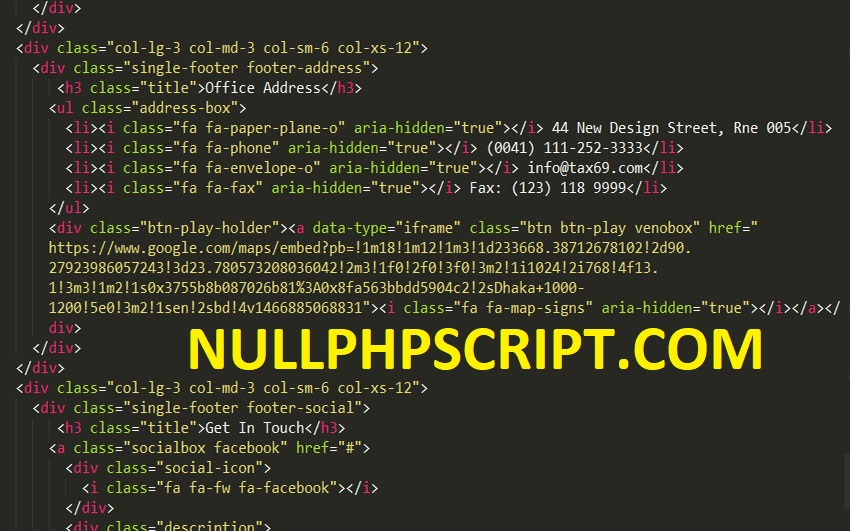 </div>
</div>
<div class="col-lg-3 col-md-3 col-sm-6 col-xs-12">
<div class="single-footer footer-address">
<h3 class="title">Office Address</h3>
<ul class="address-box">
<li><i class="fa fa-paper-plane-o" aria-hidden="true"></i> 44 New Design Street, Rne 005</li>
<li><i class="fa fa-phone" aria-hidden="true"></i> (0041) 111-252-3333</li>
<li><i class="fa fa-envelope-o" aria-hidden="true"></i> info@tax69.com</li>
<li><i class="fa fa-fax" aria-hidden="true"></i> Fax: (123) 118 9999</li>
</ul>
<div class="btn-play-holder"><a data-type="iframe" class="btn btn-play venobox" href="
https://www.google.com/maps/embed?pb=!1m18!1m12!1m3!1d233668.38712678102!2d90.
27923986057243!3d23.780573208036042!2m3!1f0!2f0!3f0!3m2!1i1024!2i768!4f13.
1!3m3!1m2!1s0x3755b8b087026b81%3A0x8fa563bbdd5904c2!2sDhaka+1000-
1200!5e0!3m2!1sen!2sbd!4v1466885068831"><i class="fa fa-map-signs" aria-hidden="true"></i></a></
div>
</div>
NULLPHPSCRIPT.COM
</div>
<div class="col-lg-3 col-md-3 col-sm-6 col-xs-12">
<div class="single-footer footer-social">
<h3 class="title">Get In Touch</h3>
<a class="socialbox facebook" href="#">
<div class="social-icon">
<i class="fa fa-fw fa-facebook"></i>
</div>
<div class="description">